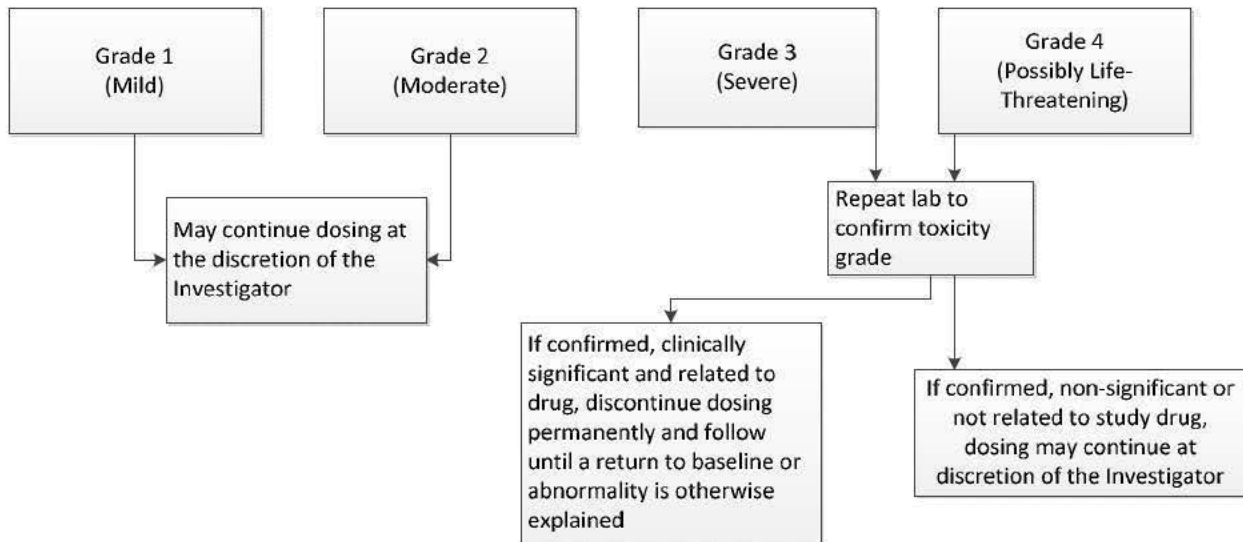 Grade 1
(Mild)
Grade 2
(Moderate)
Grade 3
(Severe)
Grade 4
(Possibly Life-
Threatening)
May continue dosing at
the discretion of the
Investigator
Repeat lab to
confirm toxicity
grade
If confirmed, clinically
significant and related to
drug, discontinue dosing
permanently and follow
until a return to baseline or
abnormality is otherwise
explained
If confirmed, non-significant or
not related to study drug,
dosing may continue at
discretion of the Investigator